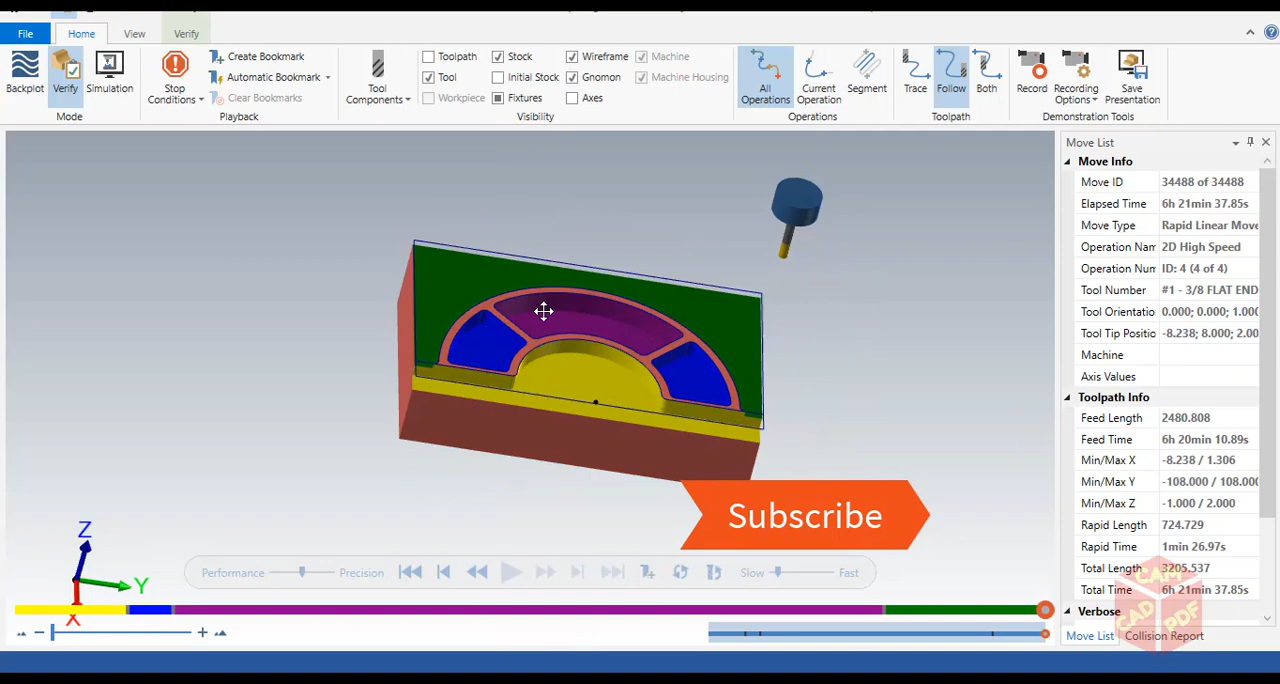 File
Home
View
Verify
Backplot
Verify
Simulation
Mode
Stop
Conditions
Create Bookmark
Automatic Bookmark
Clear Bookmarks
Playback
Tool
Components
Toolpath
Stock
Wireframe
Machine
Tool
Initial Stock
Gnomon
Machine Housing
Workpiece
Fixtures
Axes
Visibility
All
Operations
Current
Operation
Segment
Operations
Trace
Follow
Both
Toolpath
Record
Recording
Options
Save
Presentation
Demonstration Tools
Move List
Move Info
Move ID 34488 of 34488
Elapsed Time 6h 21min 37.85s
Move Type Rapid Linear Move
Operation Nam 2D High Speed
Operation Num ID: 4 (4 of 4)
Tool Number #1 - 3/8 FLAT END
Tool Orientatio 0.000; 0.000; 1.000
Tool Tip Positio -8.238; 8.000; 2.00
Machine
Axis Values
Toolpath Info
Feed Length 2480.808
Feed Time 6h 20min 10.89s
Min/Max X -8.238 / 1.306
Min/Max Y -108.000 / 108.000
Min/Max Z -1.000 / 2.000
Rapid Length 724.729
Rapid Time 1min 26.97s
Total Length 3205.537
Total Time 6h 21min 37.85s
Verbose
Move List
Collision Report
Subscribe
Z
Y
X
Performance
Precision
Slow
Fast
CAM
CAD
PDF